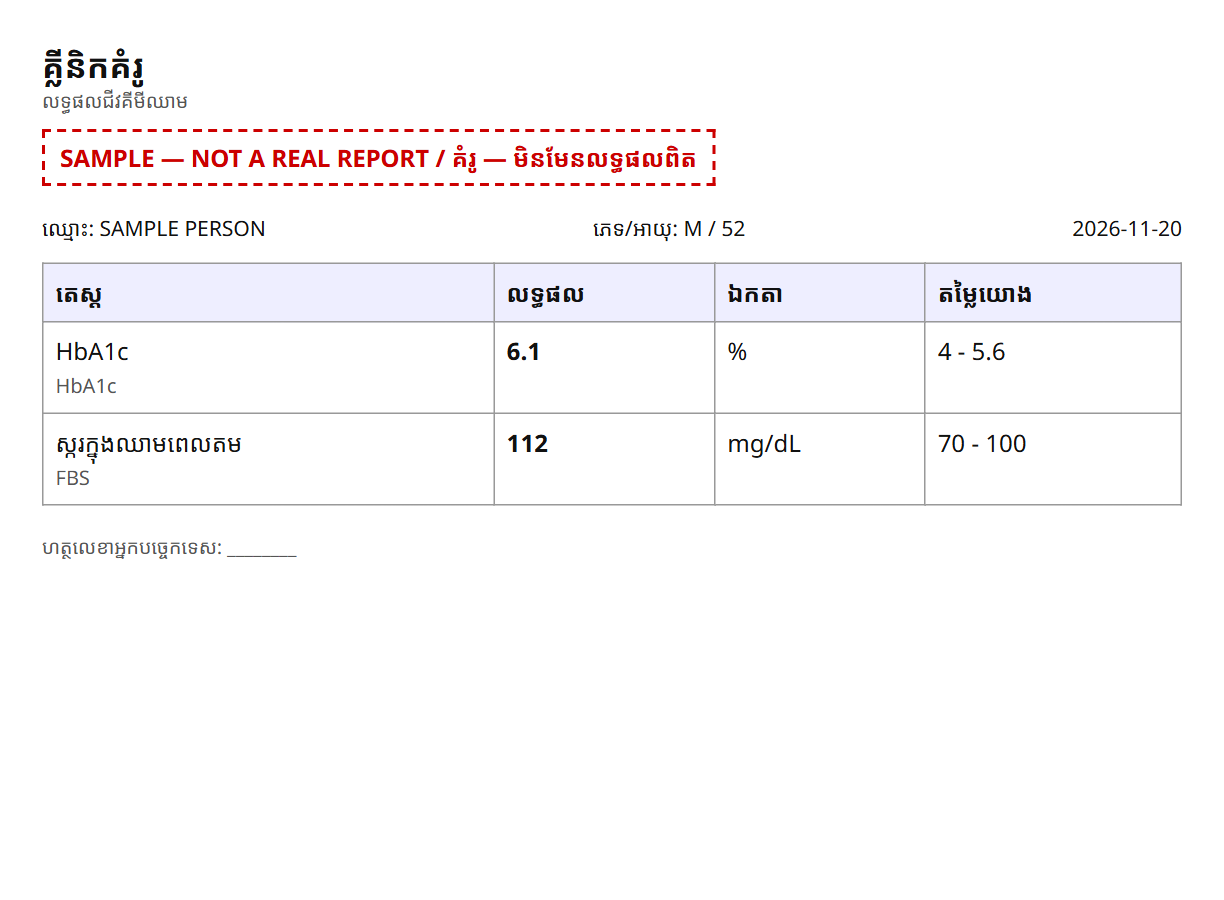 គ្លីនិកគំរូ
លទ្ធផលជីវគីមីឈាម
SAMPLE — NOT A REAL REPORT / គំរូ — មិនមែនលទ្ធផលពិត
ឈ្មោះ: SAMPLE PERSON ភេទ/អាយុ: M / 52 2026-11-20
តេស្ត លទ្ធផល ឯកតា តម្លៃយោង
HbA1c 6.1 % 4 - 5.6
HbA1c
ស្ករក្នុងឈាមពេលតម 112 mg/dL 70 - 100
FBS
ហត្ថលេខាអ្នកបច្ចេកទេស: ________